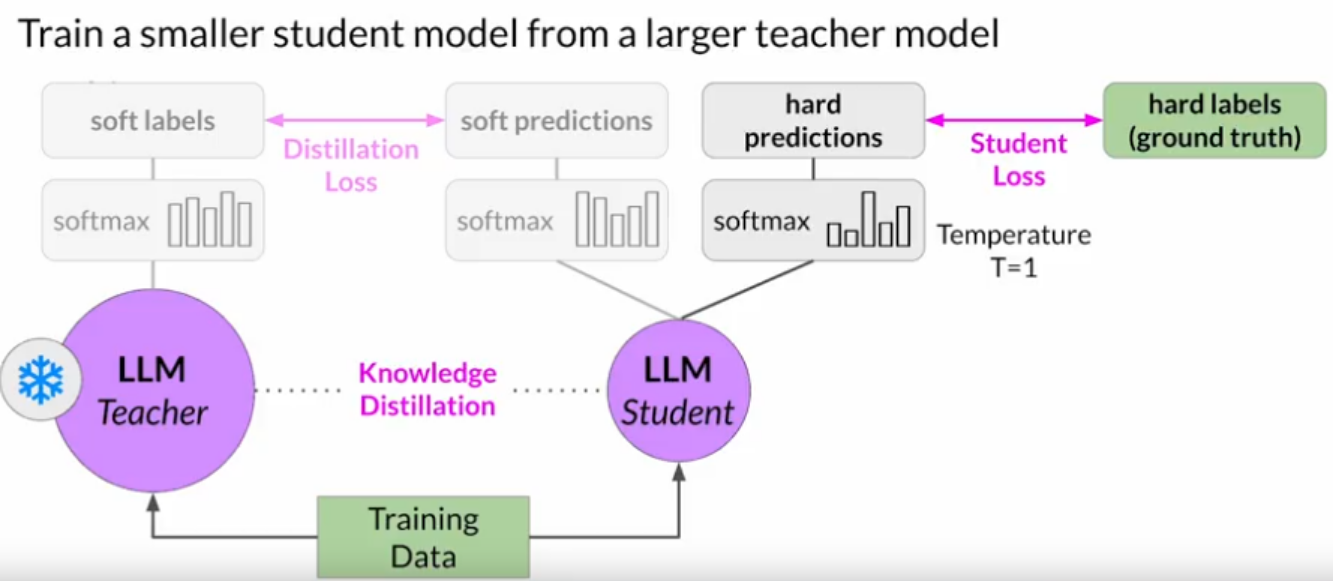 Train a smaller student model from a larger teacher model
soft labels
Distillation
Loss
soft predictions
hard
predictions
Student
Loss
hard labels
(ground truth)
softmax
softmax
softmax
Temperature
T=1
LLM
Teacher
Knowledge
Distillation
LLM
Student
Training
Data